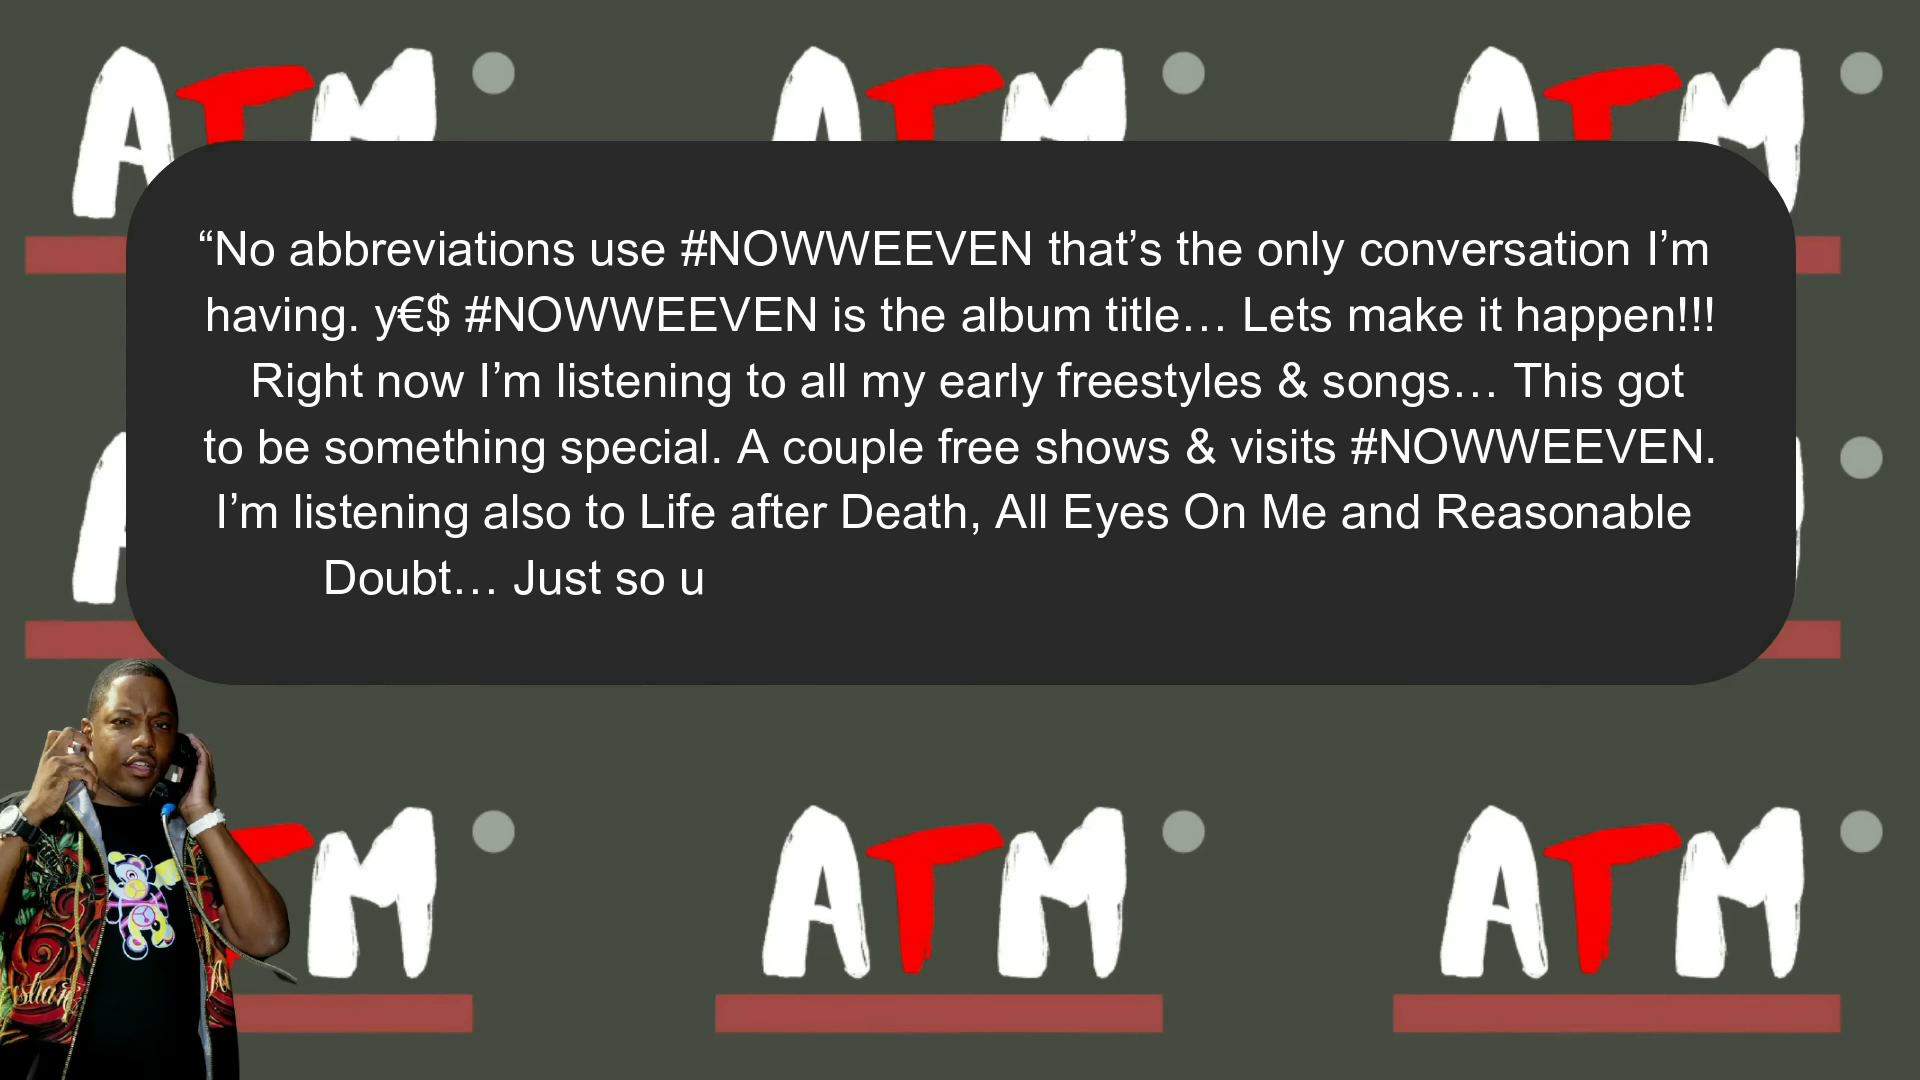 ATM ATM ATM
“No abbreviations use #NOWWEEVEN that’s the only conversation I’m
having. y€$ #NOWWEEVEN is the album title… Lets make it happen!!!
Right now I’m listening to all my early freestyles & songs… This got
to be something special. A couple free shows & visits #NOWWEEVEN.
I’m listening also to Life after Death, All Eyes On Me and Reasonable
Doubt… Just so u
TM ATM ATM